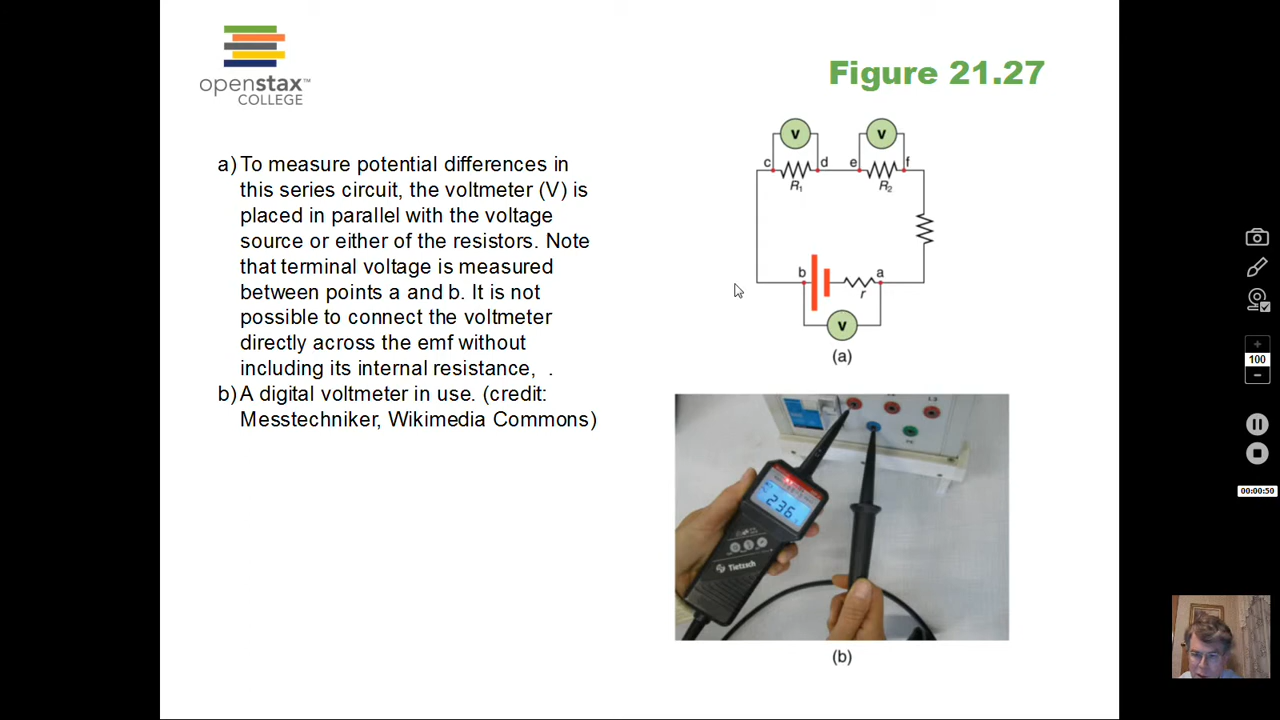 openstax™
COLLEGE
Figure 21.27
a) To measure potential differences in
this series circuit, the voltmeter (V) is
placed in parallel with the voltage
source or either of the resistors. Note
that terminal voltage is measured
between points a and b. It is not
possible to connect the voltmeter
directly across the emf without
including its internal resistance,  .
b) A digital voltmeter in use. (credit:
Messtechniker, Wikimedia Commons)
V V
c d e f
R₁ R₂
b a
r
V
(a)
236
Tietzsch
(b)
+
100
−
00:00:50